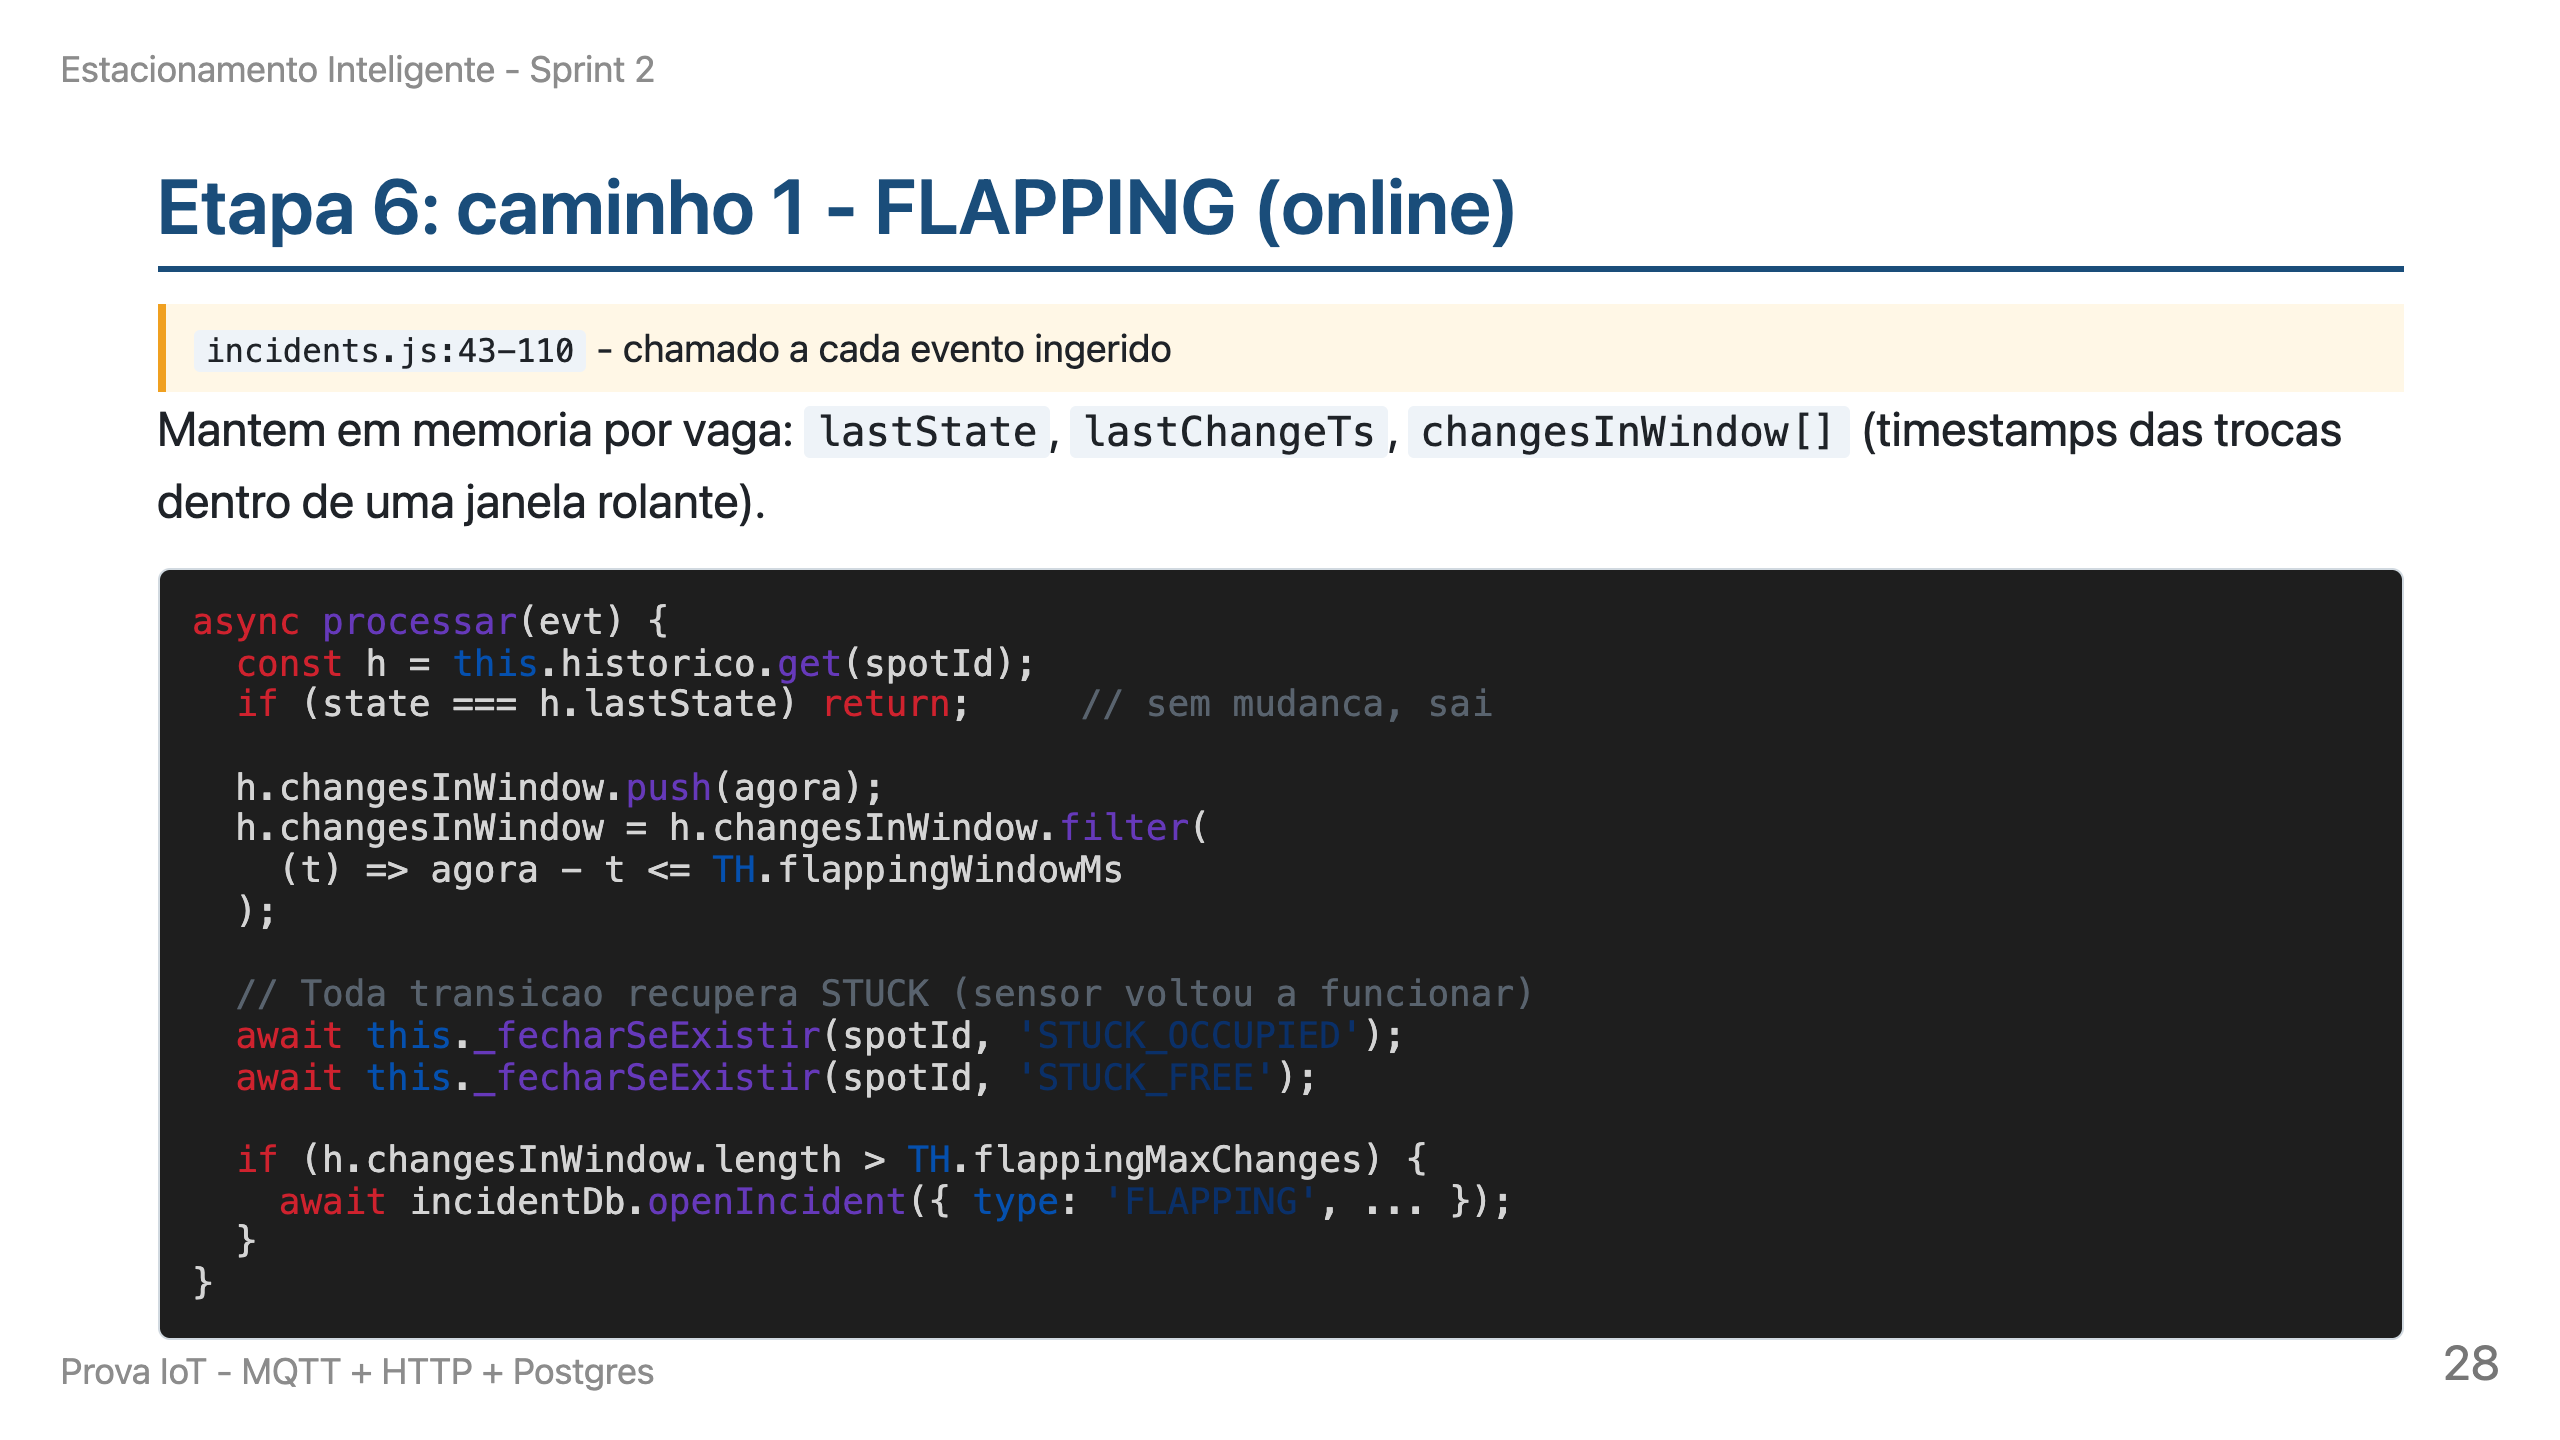 Estacionamento Inteligente - Sprint 2
Etapa 6: caminho 1 - FLAPPING (online)
incidents.js:43-110 - chamado a cada evento ingerido
Mantem em memoria por vaga: lastState, lastChangeTs, changesInWindow[] (timestamps das trocas
dentro de uma janela rolante).
async processar(evt) {
  const h = this.historico.get(spotId);
  if (state === h.lastState) return;     // sem mudanca, sai

  h.changesInWindow.push(agora);
  h.changesInWindow = h.changesInWindow.filter(
    (t) => agora - t <= TH.flappingWindowMs
  );

  // Toda transicao recupera STUCK (sensor voltou a funcionar)
  await this._fecharSeExistir(spotId, 'STUCK_OCCUPIED');
  await this._fecharSeExistir(spotId, 'STUCK_FREE');

  if (h.changesInWindow.length > TH.flappingMaxChanges) {
    await incidentDb.openIncident({ type: 'FLAPPING', ... });
  }
}
Prova IoT - MQTT + HTTP + Postgres
28